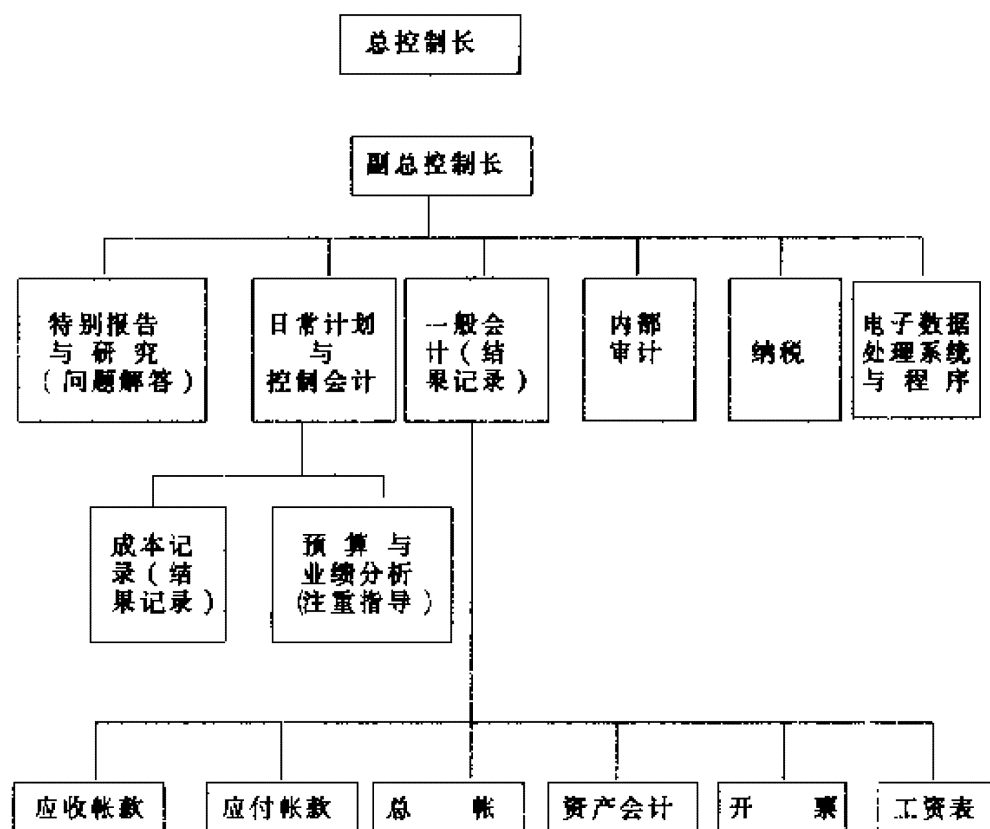 总控制长
副总控制长
特别报告
与研究
(问题解答)
日常计划
与
控制会计
一般会
计(结
果记录)
内部
审计
纳税
电子数据
处理系统
与程序
成本记
录(结
果记录)
预算与
业绩分析
(注重指导)
应收帐款
应付帐款
总帐
资产会计
开票
工资表